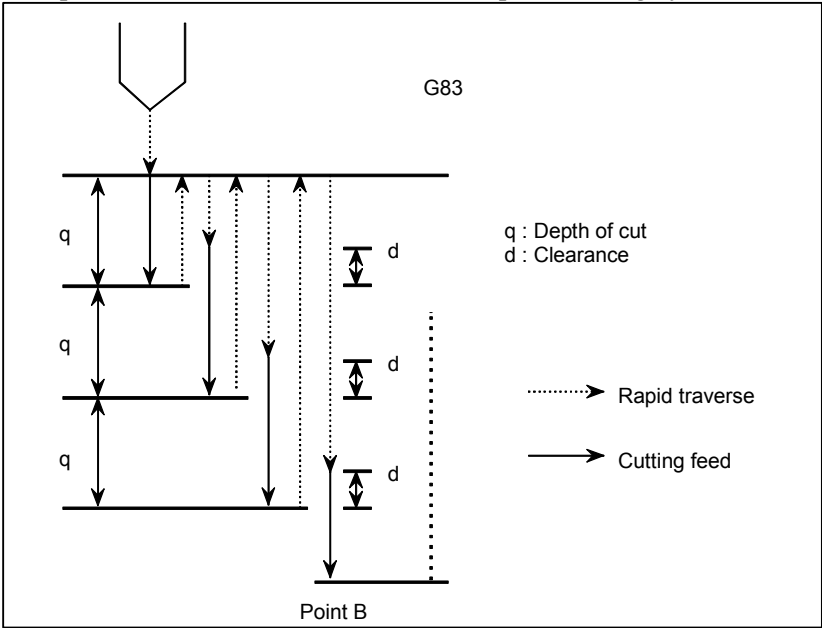 G83
q
d
q : Depth of cut
d : Clearance
q
d
Rapid traverse
q
d
Cutting feed
Point B